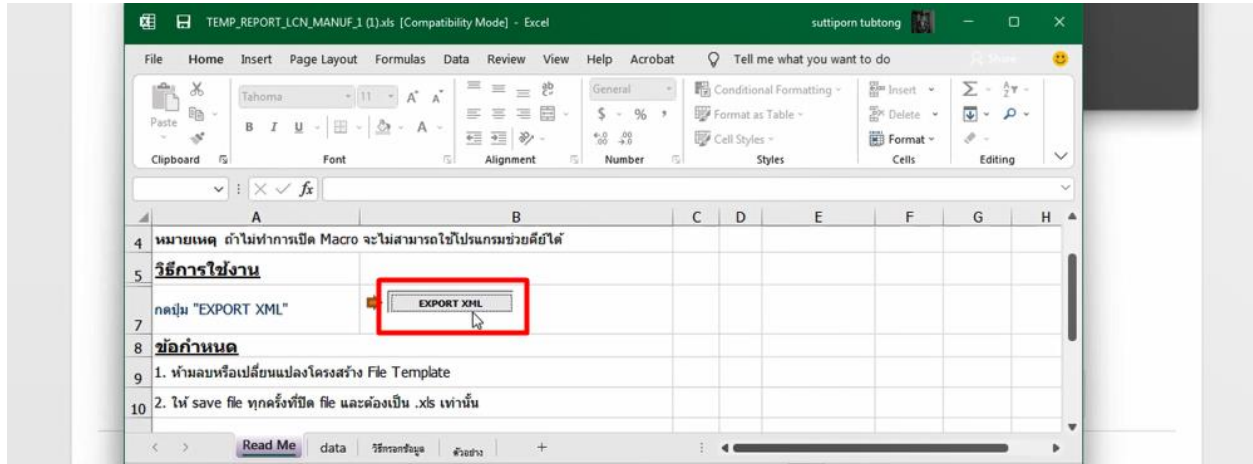 TEMP_REPORT_LCN_MANUF_1 (1).xls [Compatibility Mode] - Excel
suttiporn tubtong
File Home Insert Page Layout Formulas Data Review View Help Acrobat Tell me what you want to do
Paste
Tahoma 11
B I U
General
$ % ,
Conditional Formatting
Format as Table
Cell Styles
Insert
Delete
Format
Clipboard Font Alignment Number Styles Cells Editing
fx
A B C D E F G H
4 หมายเหตุ ถ้าไม่ทำการเปิด Macro จะไม่สามารถใช้โปรแกรมช่วยคีย์ได้
5 วิธีการใช้งาน
7 กดปุ่ม "EXPORT XML" EXPORT XML
8 ข้อกำหนด
9 1. ห้ามลบหรือเปลี่ยนแปลงโครงสร้าง File Template
10 2. ให้ save file ทุกครั้งที่ปิด file และต้องเป็น .xls เท่านั้น
Read Me data วิธีกรอกข้อมูล ตัวอย่าง +